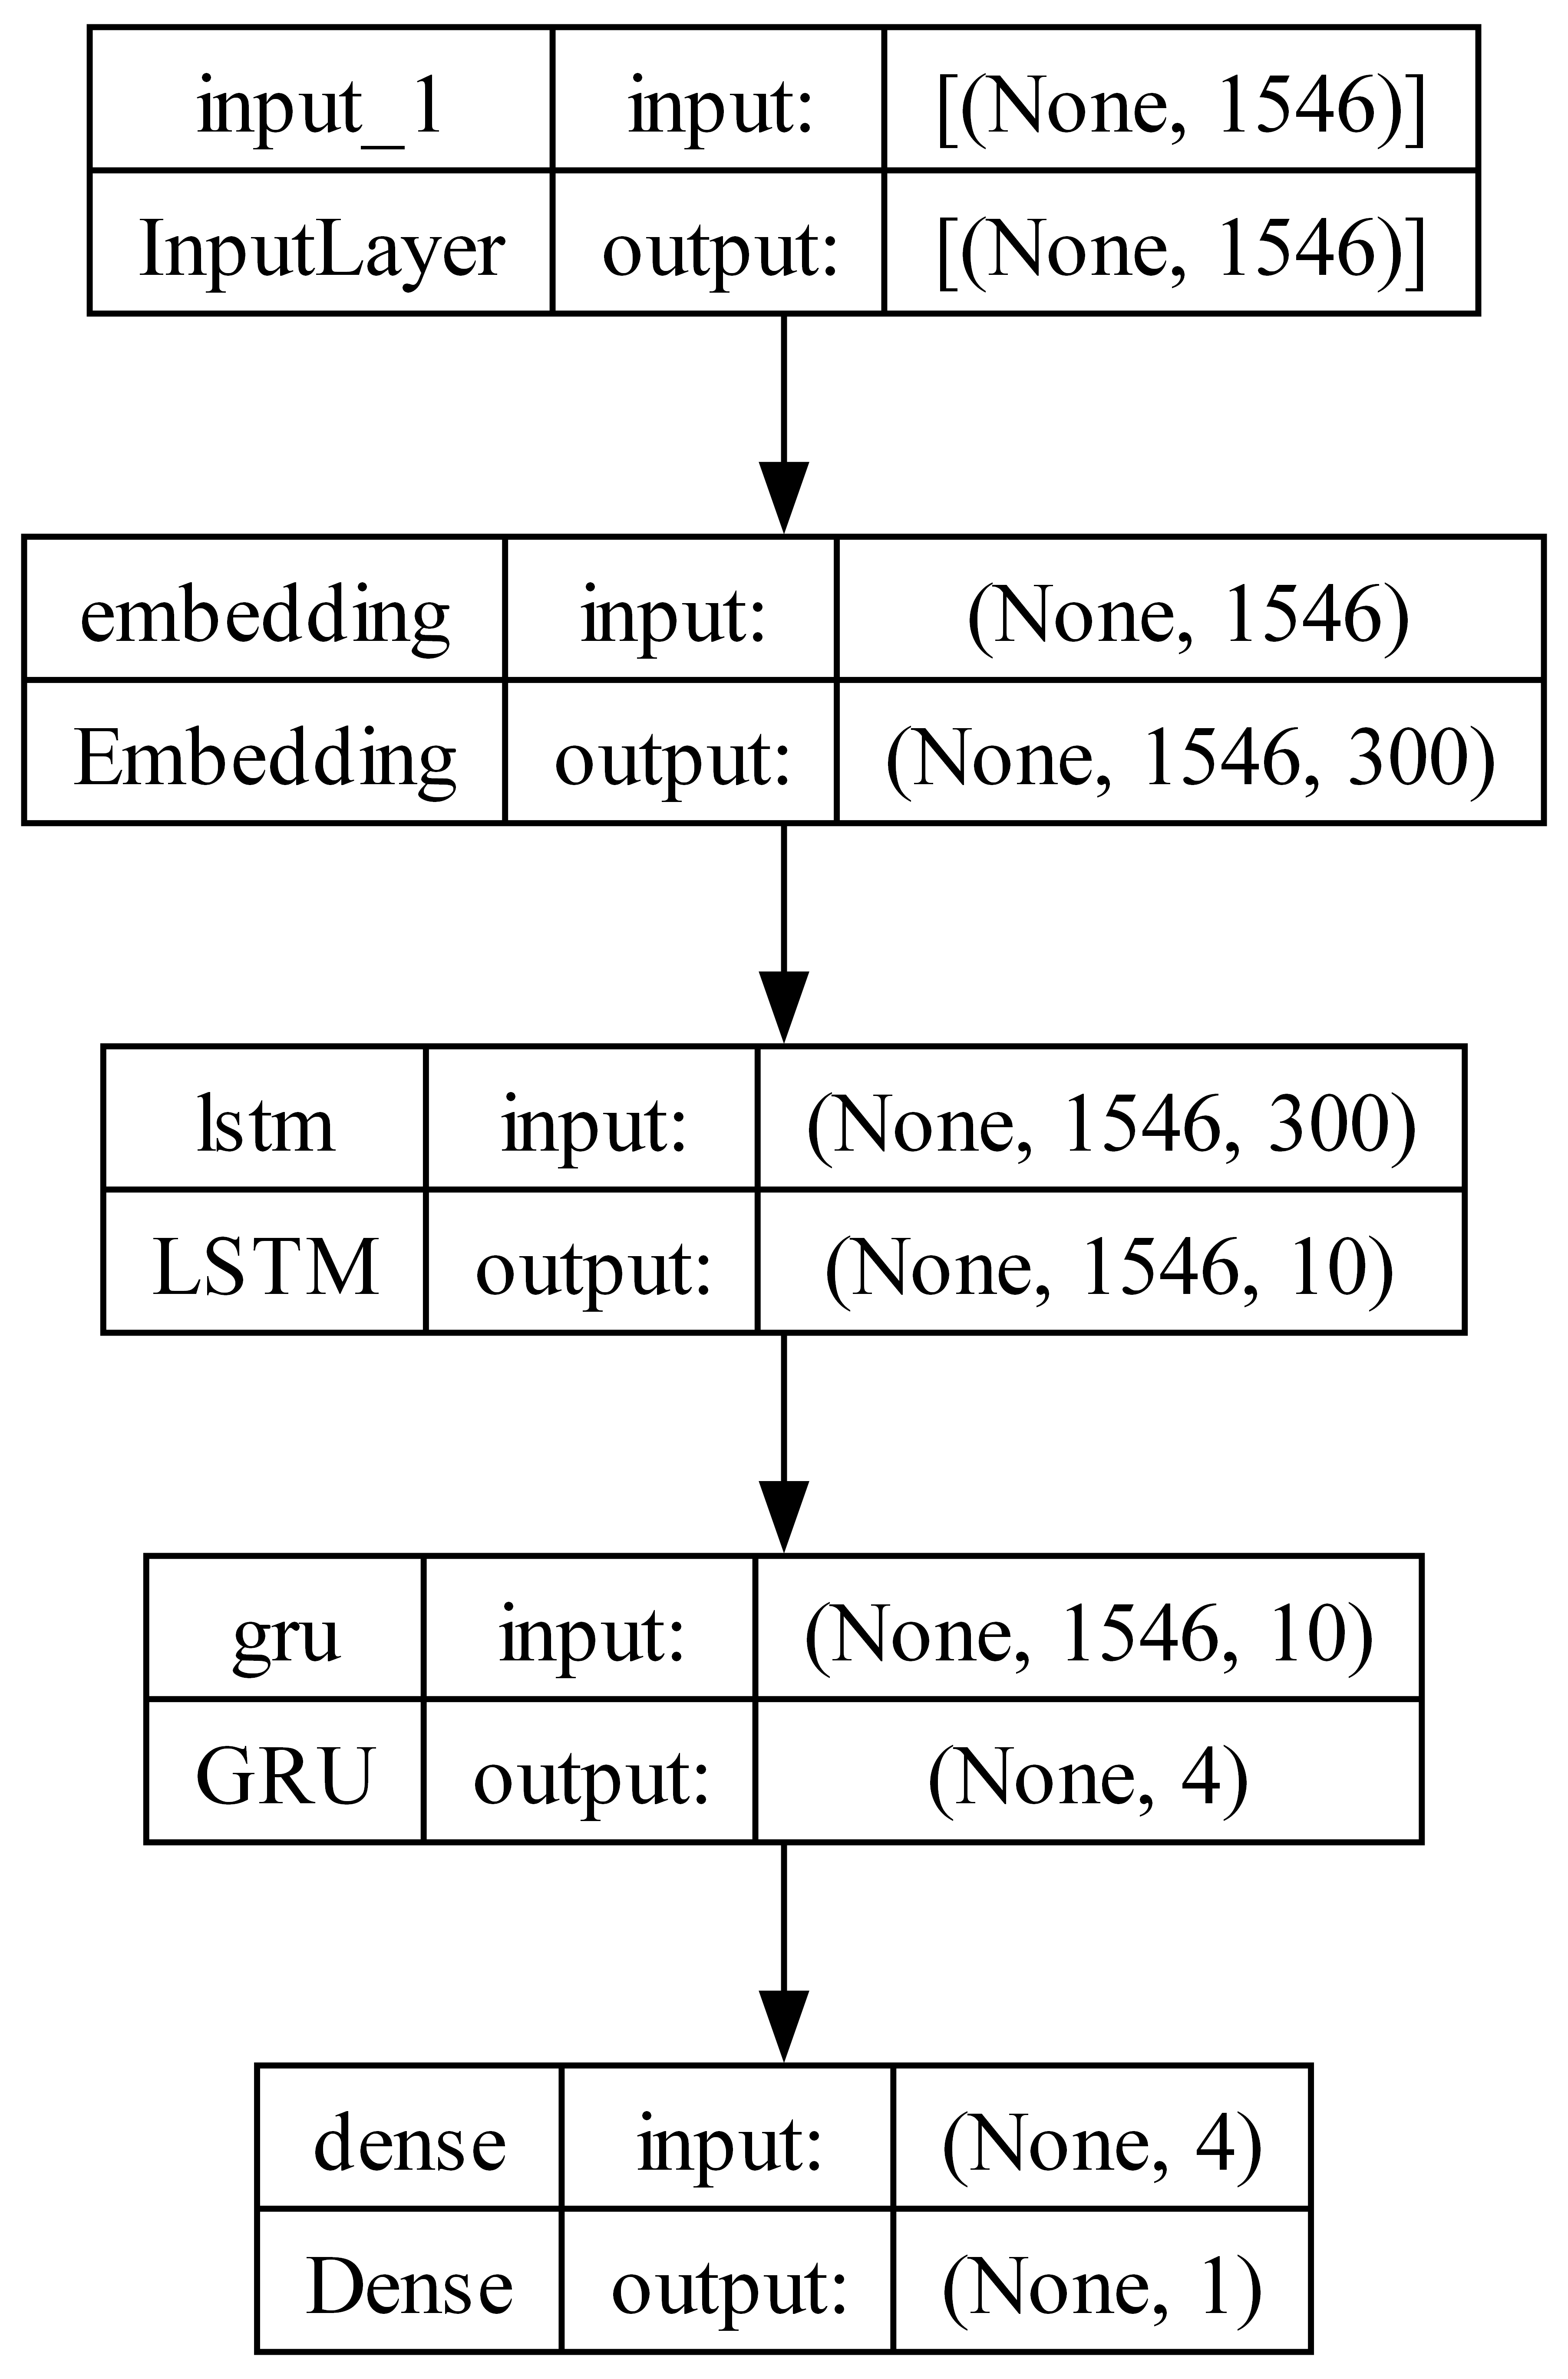 input_1 input: [(None, 1546)]
InputLayer output: [(None, 1546)]
embedding input: (None, 1546)
Embedding output: (None, 1546, 300)
lstm input: (None, 1546, 300)
LSTM output: (None, 1546, 10)
gru input: (None, 1546, 10)
GRU output: (None, 4)
dense input: (None, 4)
Dense output: (None, 1)